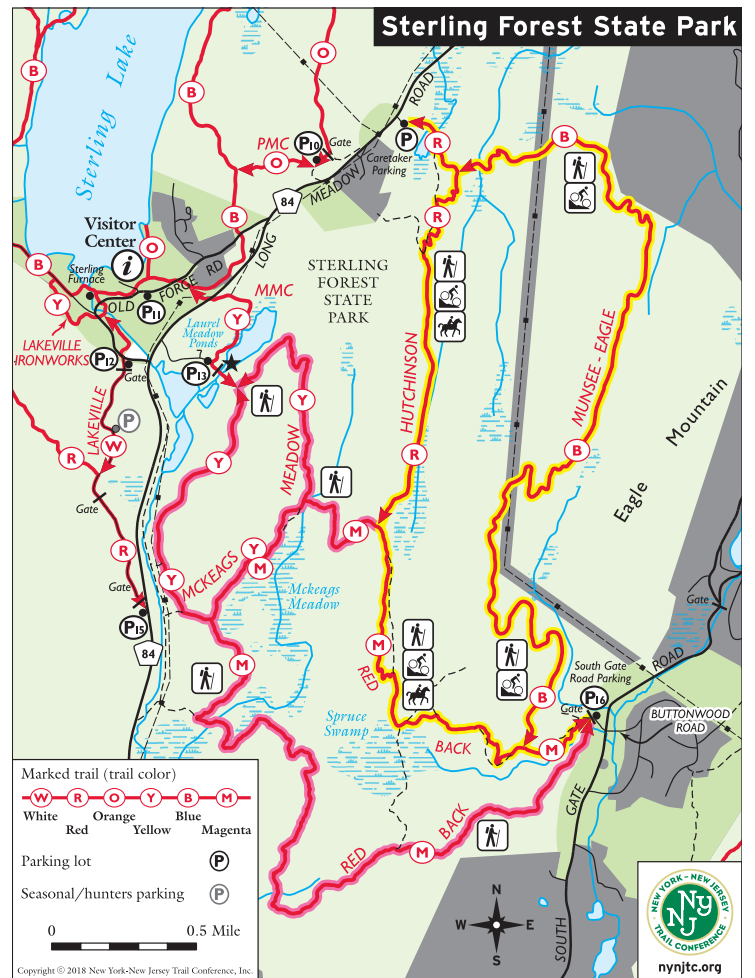 Sterling Forest State Park
Sterling Lake
B
B
O
ROAD
P10
Gate
PMC
O
P
Caretaker
Parking
R
B
MEADOW
84
B
R
Visitor
Center
i
O
LONG
STERLING
FOREST
STATE
PARK
B
Sterling
Furnace
OLD FORGE RD
P11
MMC
Y
Y
LAKEVILLE
IRONWORKS
Laurel
Meadow
Ponds
P12
Gate
P13
HUTCHINSON
MUNSEE - EAGLE
Eagle Mountain
LAKEVILLE
P
W
R
Y
MEADOW
Y
R
B
Gate
M
R
Y
MCKEAGS
Y
M
Mckeags
Meadow
Gate
P15
84
M
M
RED
Gate
ROAD
South Gate
Road Parking
P16
Gate
B
BUTTONWOOD
ROAD
Spruce
Swamp
BACK
M
GATE
SOUTH
RED
BACK
M
Marked trail (trail color)
W R O Y B M
White Orange Blue
Red Yellow Magenta
Parking lot P
Seasonal/hunters parking P
0 0.5 Mile
N
W E
S
NEW YORK - NEW JERSEY
NY
NJ
TRAIL CONFERENCE
nynjtc.org
Copyright © 2018 New York-New Jersey Trail Conference, Inc.